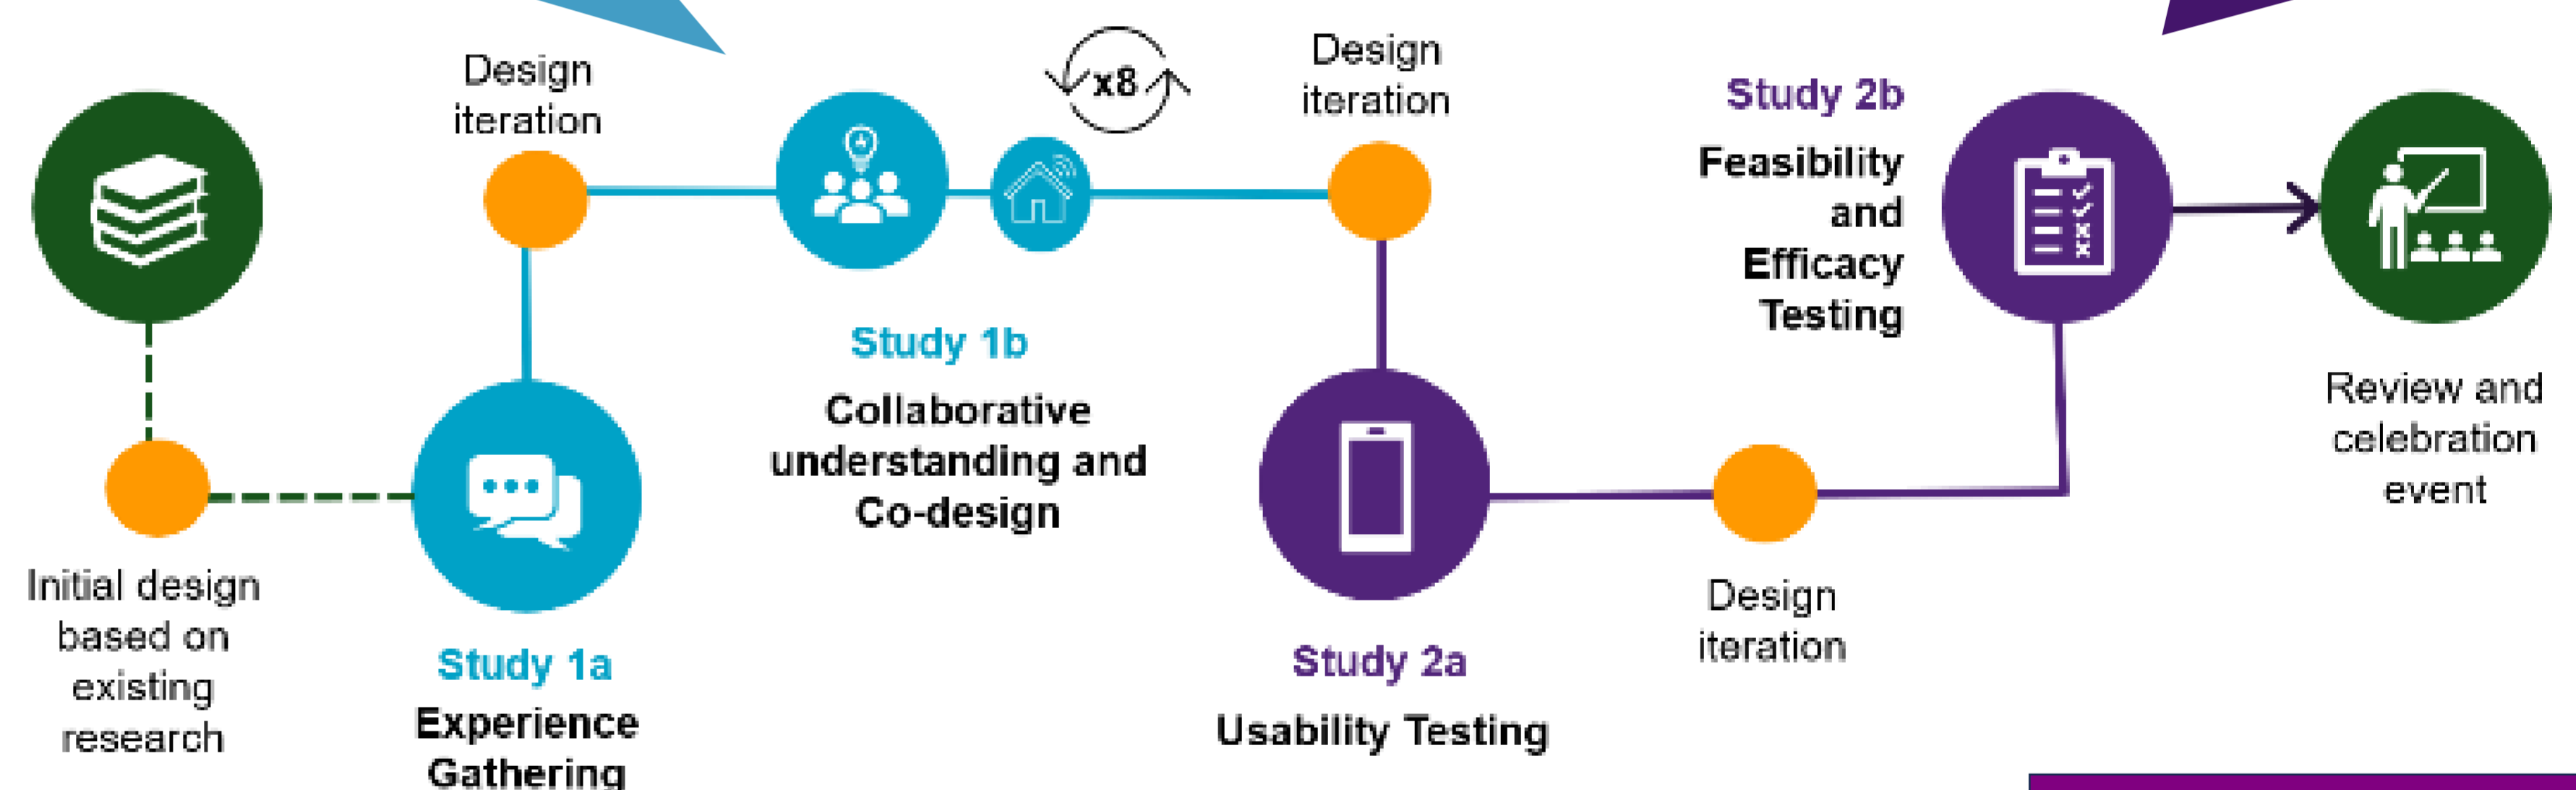 Design
iteration
x8
Design
iteration
Study 2b
Feasibility
and
Efficacy
Testing
Study 1b
Collaborative
understanding and
Co-design
Review and
celebration
event
Initial design
based on
existing
research
Study 1a
Experience
Gathering
Study 2a
Usability Testing
Design
iteration